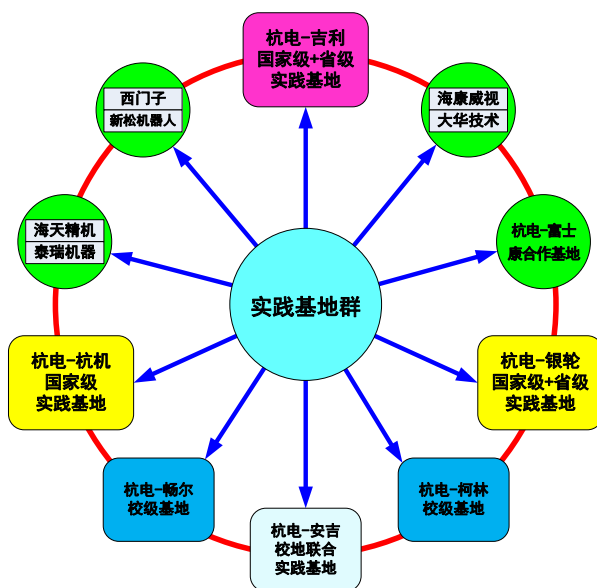 杭电-吉利
国家级+省级
实践基地
西门子
新松机器人
海康威视
大华技术
海天精机
泰瑞机器
杭电-富士
康合作基地
实践基地群
杭电-杭机
国家级
实践基地
杭电-银轮
国家级+省级
实践基地
杭电-畅尔
校级基地
杭电-柯林
校级基地
杭电-安吉
校地联合
实践基地